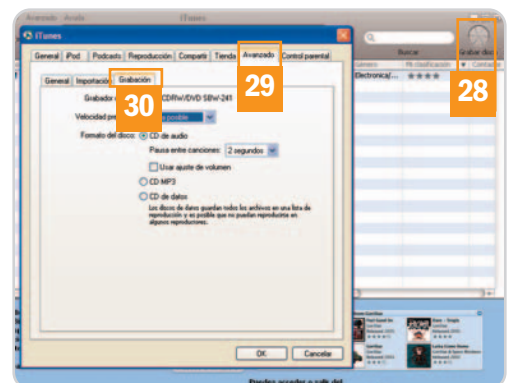 Avanzado Ayuda
iTunes
iTunes
General iPod Podcasts Reproducción Compartir Tienda Avanzado Control parental
Buscar
Grabar disco
General Importación Grabación
Género Mi clasificación
Electronica/...
28
29
30
Grabador
CDRW/DVD SBW-241
Velocidad
posible
Formato del disco: CD de audio
Pausa entre canciones: 2 segundos
Usar ajuste de volumen
CD MP3
CD de datos
Los discos de datos guardan todos los archivos en una lista de
reproducción y es posible que no puedan reproducirse en
algunos reproductores.
OK Cancelar